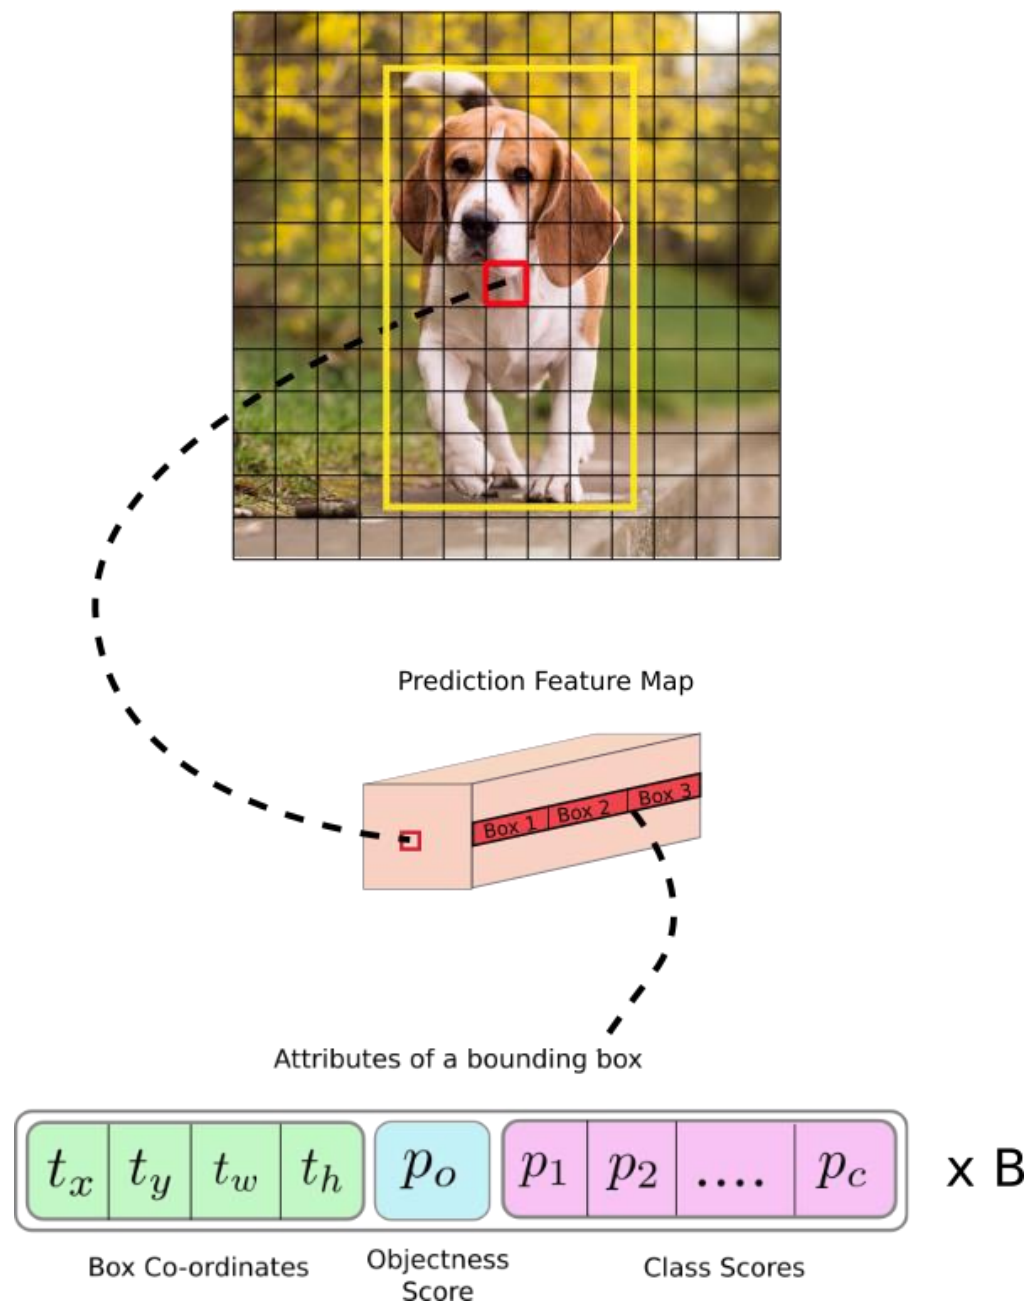 Prediction Feature Map
Box 1 Box 2 Box 3
Attributes of a bounding box
t_x t_y t_w t_h p_o p_1 p_2 .... p_c x B
Box Co-ordinates Objectness Score Class Scores